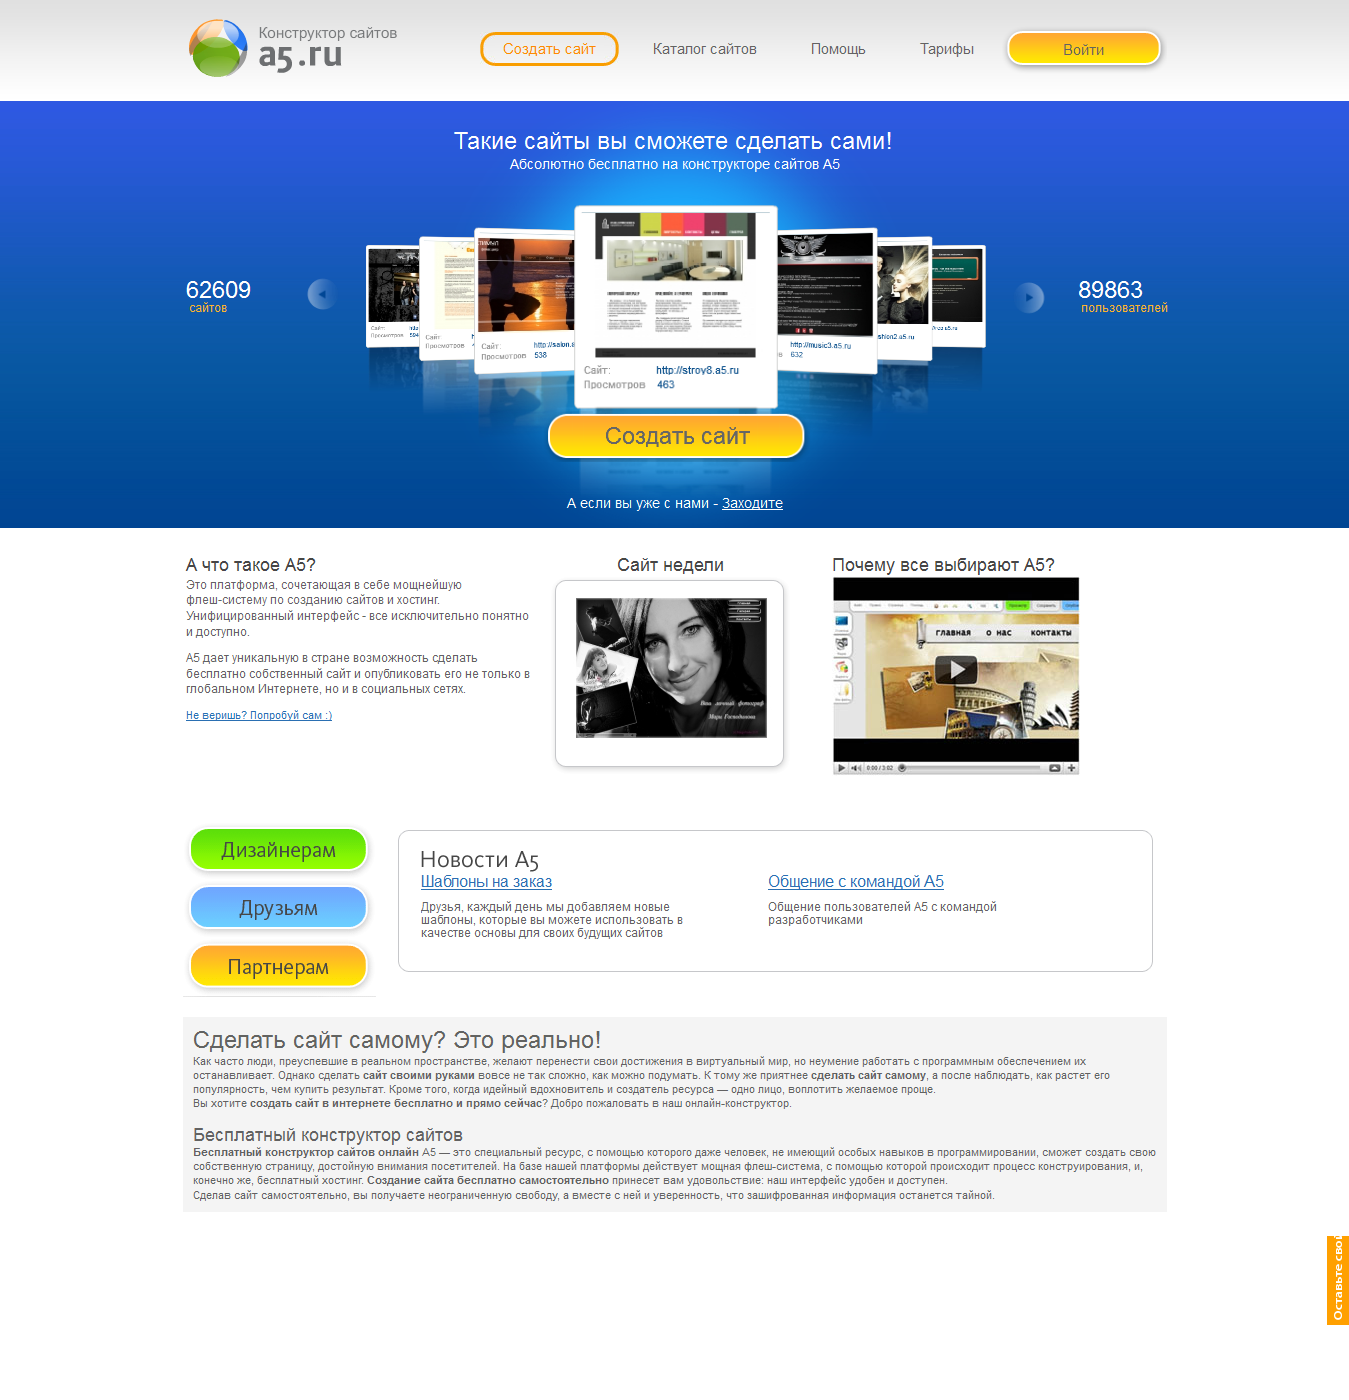 Конструктор сайтов
a5.ru
Создать сайт
Каталог сайтов
Помощь
Тарифы
Войти
Такие сайты вы сможете сделать сами!
Абсолютно бесплатно на конструкторе сайтов А5
62609
сайтов
89863
пользователей
Сайт:
Просмотров
Сайт
Просмотров
Сайт:
http://salon.a
Просмотров
538
Сайт:
http://stroy8.a5.ru
Просмотров
463
http://music3.a5.ru
632
Создать сайт
А если вы уже с нами - Заходите
А что такое А5?
Это платформа, сочетающая в себе мощнейшую
флеш-систему по созданию сайтов и хостинг.
Унифицированный интерфейс - все исключительно понятно
и доступно.
А5 дает уникальную в стране возможность сделать
бесплатно собственный сайт и опубликовать его не только в
глобальном Интернете, но и в социальных сетях.
Не веришь? Попробуй сам :)
Сайт недели
Ваш личный фотограф
Почему все выбирают А5?
главная о нас контакты
0:00 / 3:02
Дизайнерам
Друзьям
Партнерам
Новости А5
Шаблоны на заказ
Друзья, каждый день мы добавляем новые
шаблоны, которые вы можете использовать в
качестве основы для своих будущих сайтов
Общение с командой А5
Общение пользователей А5 с командой
разработчиками
Сделать сайт самому? Это реально!
Как часто люди, преуспевшие в реальном пространстве, желают перенести свои достижения в виртуальный мир, но неумение работать с программным обеспечением их
останавливает. Однако сделать сайт своими руками вовсе не так сложно, как можно подумать. К тому же приятнее сделать сайт самому, а после наблюдать, как растет его
популярность, чем купить результат. Кроме того, когда идейный вдохновитель и создатель ресурса — одно лицо, воплотить желаемое проще.
Вы хотите создать сайт в интернете бесплатно и прямо сейчас? Добро пожаловать в наш онлайн-конструктор.
Бесплатный конструктор сайтов
Бесплатный конструктор сайтов онлайн А5 — это специальный ресурс, с помощью которого даже человек, не имеющий особых навыков в программировании, сможет создать свою
собственную страницу, достойную внимания посетителей. На базе нашей платформы действует мощная флеш-система, с помощью которой происходит процесс конструирования, и,
конечно же, бесплатный хостинг. Создание сайта бесплатно самостоятельно принесет вам удовольствие: наш интерфейс удобен и доступен.
Сделав сайт самостоятельно, вы получаете неограниченную свободу, а вместе с ней и уверенность, что зашифрованная информация останется тайной.
Оставьте свой